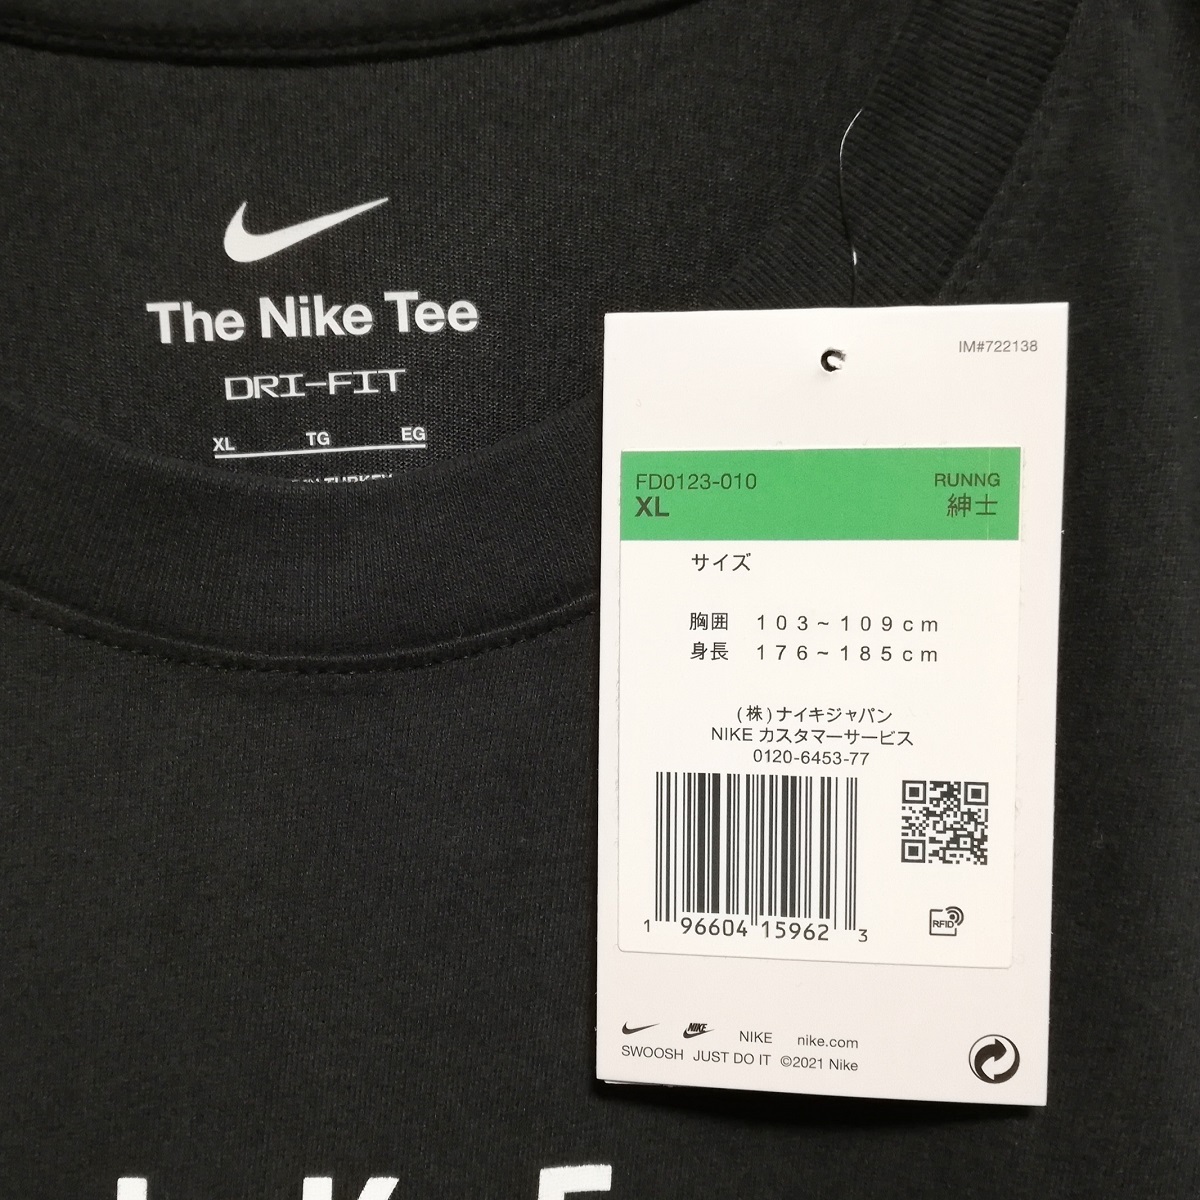 The Nike Tee
DRI-FIT
XL TG EG
TURKEY
IM#722138
FD0123-010 RUNNG
XL 紳士
サイズ
胸囲 103~109cm
身長 176~185cm
(株)ナイキジャパン
NIKE カスタマーサービス
0120-6453-77
1 96604 15962 3
RFID
NIKE NIKE nike.com
SWOOSH JUST DO IT ©2021 Nike